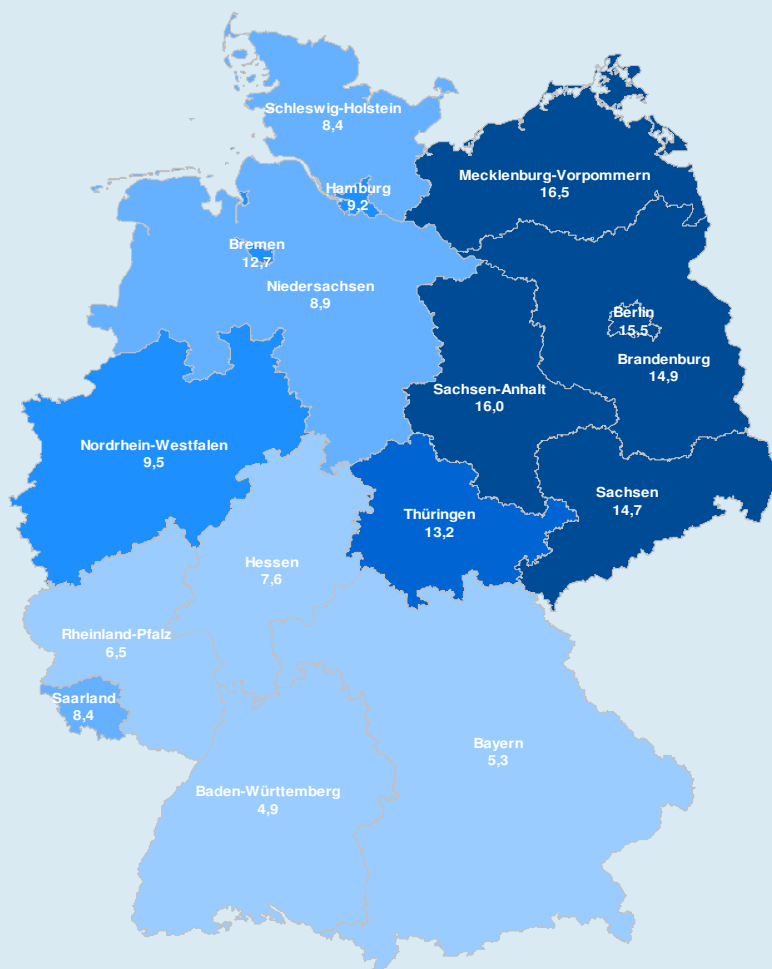 Schleswig-Holstein
8,4
Mecklenburg-Vorpommern
16,5
Hamburg
9,2
Bremen
12,7
Niedersachsen
8,9
Berlin
15,5
Brandenburg
14,9
Sachsen-Anhalt
16,0
Nordrhein-Westfalen
9,5
Sachsen
14,7
Thüringen
13,2
Hessen
7,6
Rheinland-Pfalz
6,5
Saarland
8,4
Bayern
5,3
Baden-Württemberg
4,9